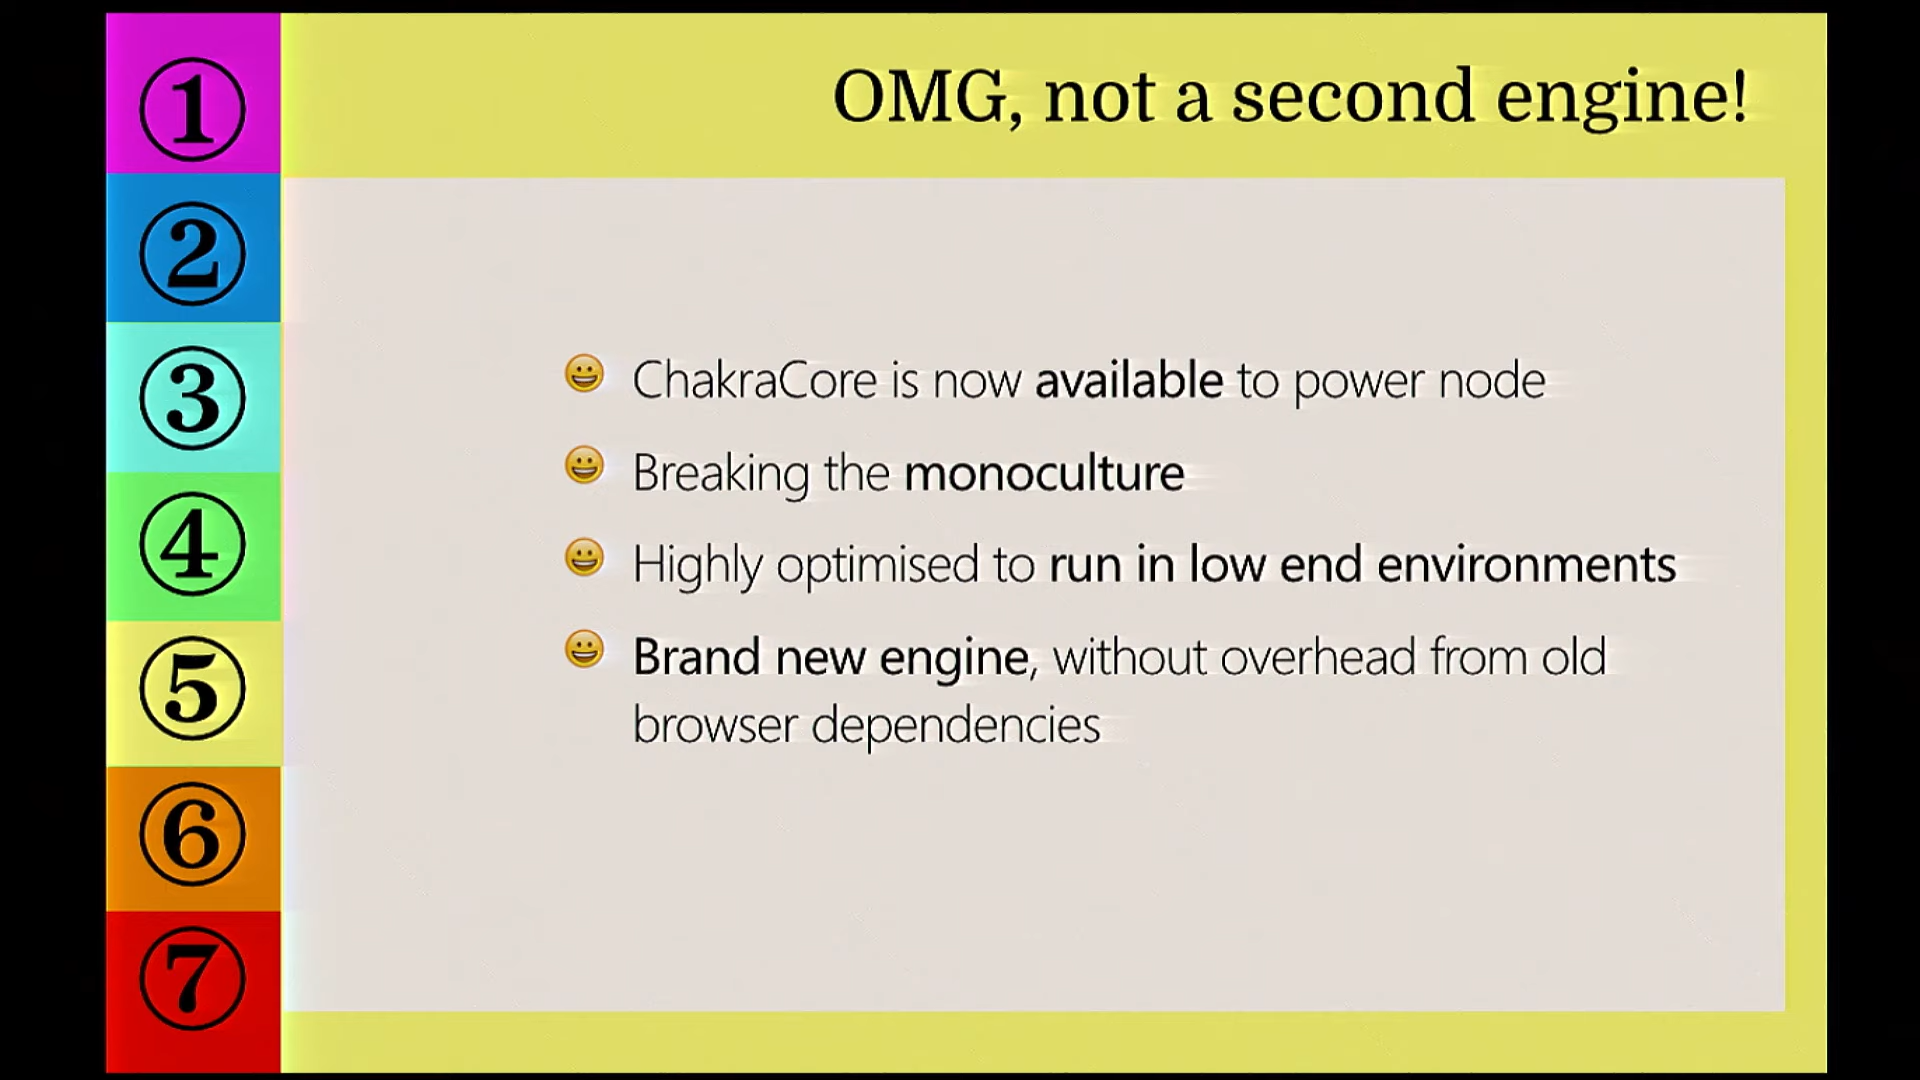 OMG, not a second engine!
①
②
③
④
⑤
⑥
⑦
😀 ChakraCore is now available to power node
😀 Breaking the monoculture
😀 Highly optimised to run in low end environments
😀 Brand new engine, without overhead from old
browser dependencies